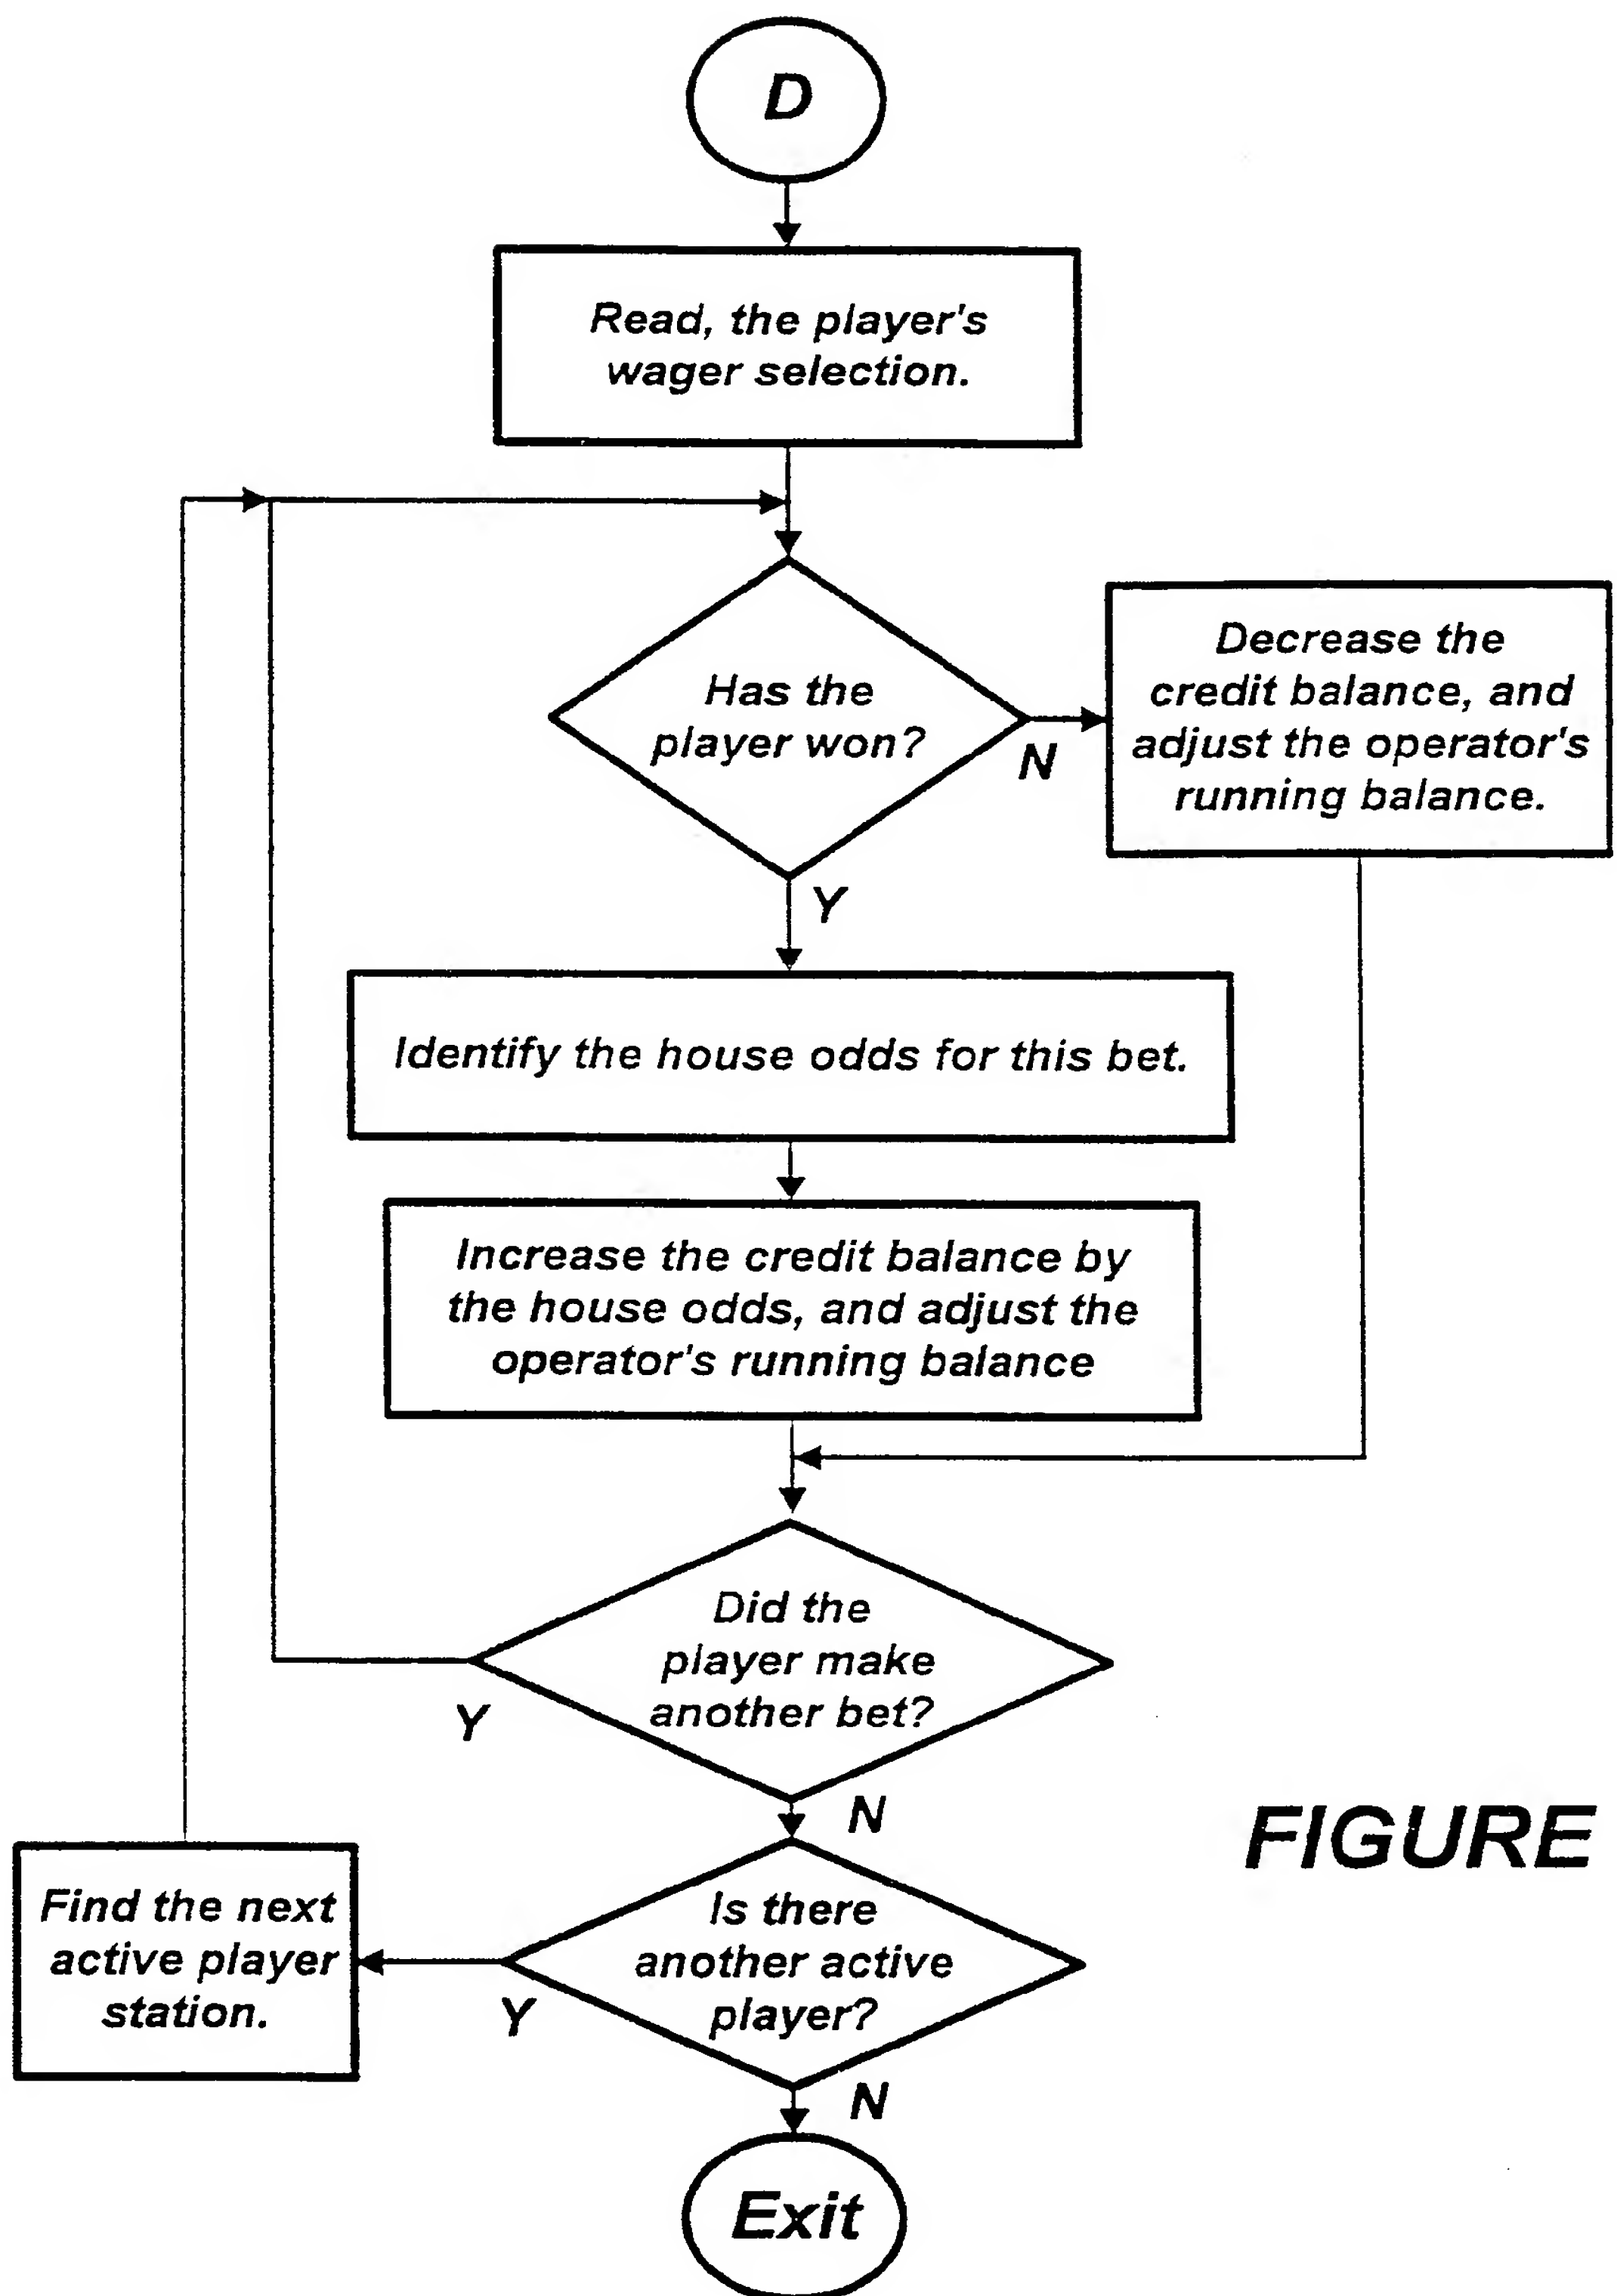 D
Read, the player's
wager selection.
Has the
player won?
N
Decrease the
credit balance, and
adjust the operator's
running balance.
Y
Identify the house odds for this bet.
Increase the credit balance by
the house odds, and adjust the
operator's running balance
Did the
player make
another bet?
Y
N
FIGURE
Find the next
active player
station.
Is there
another active
player?
Y
N
Exit